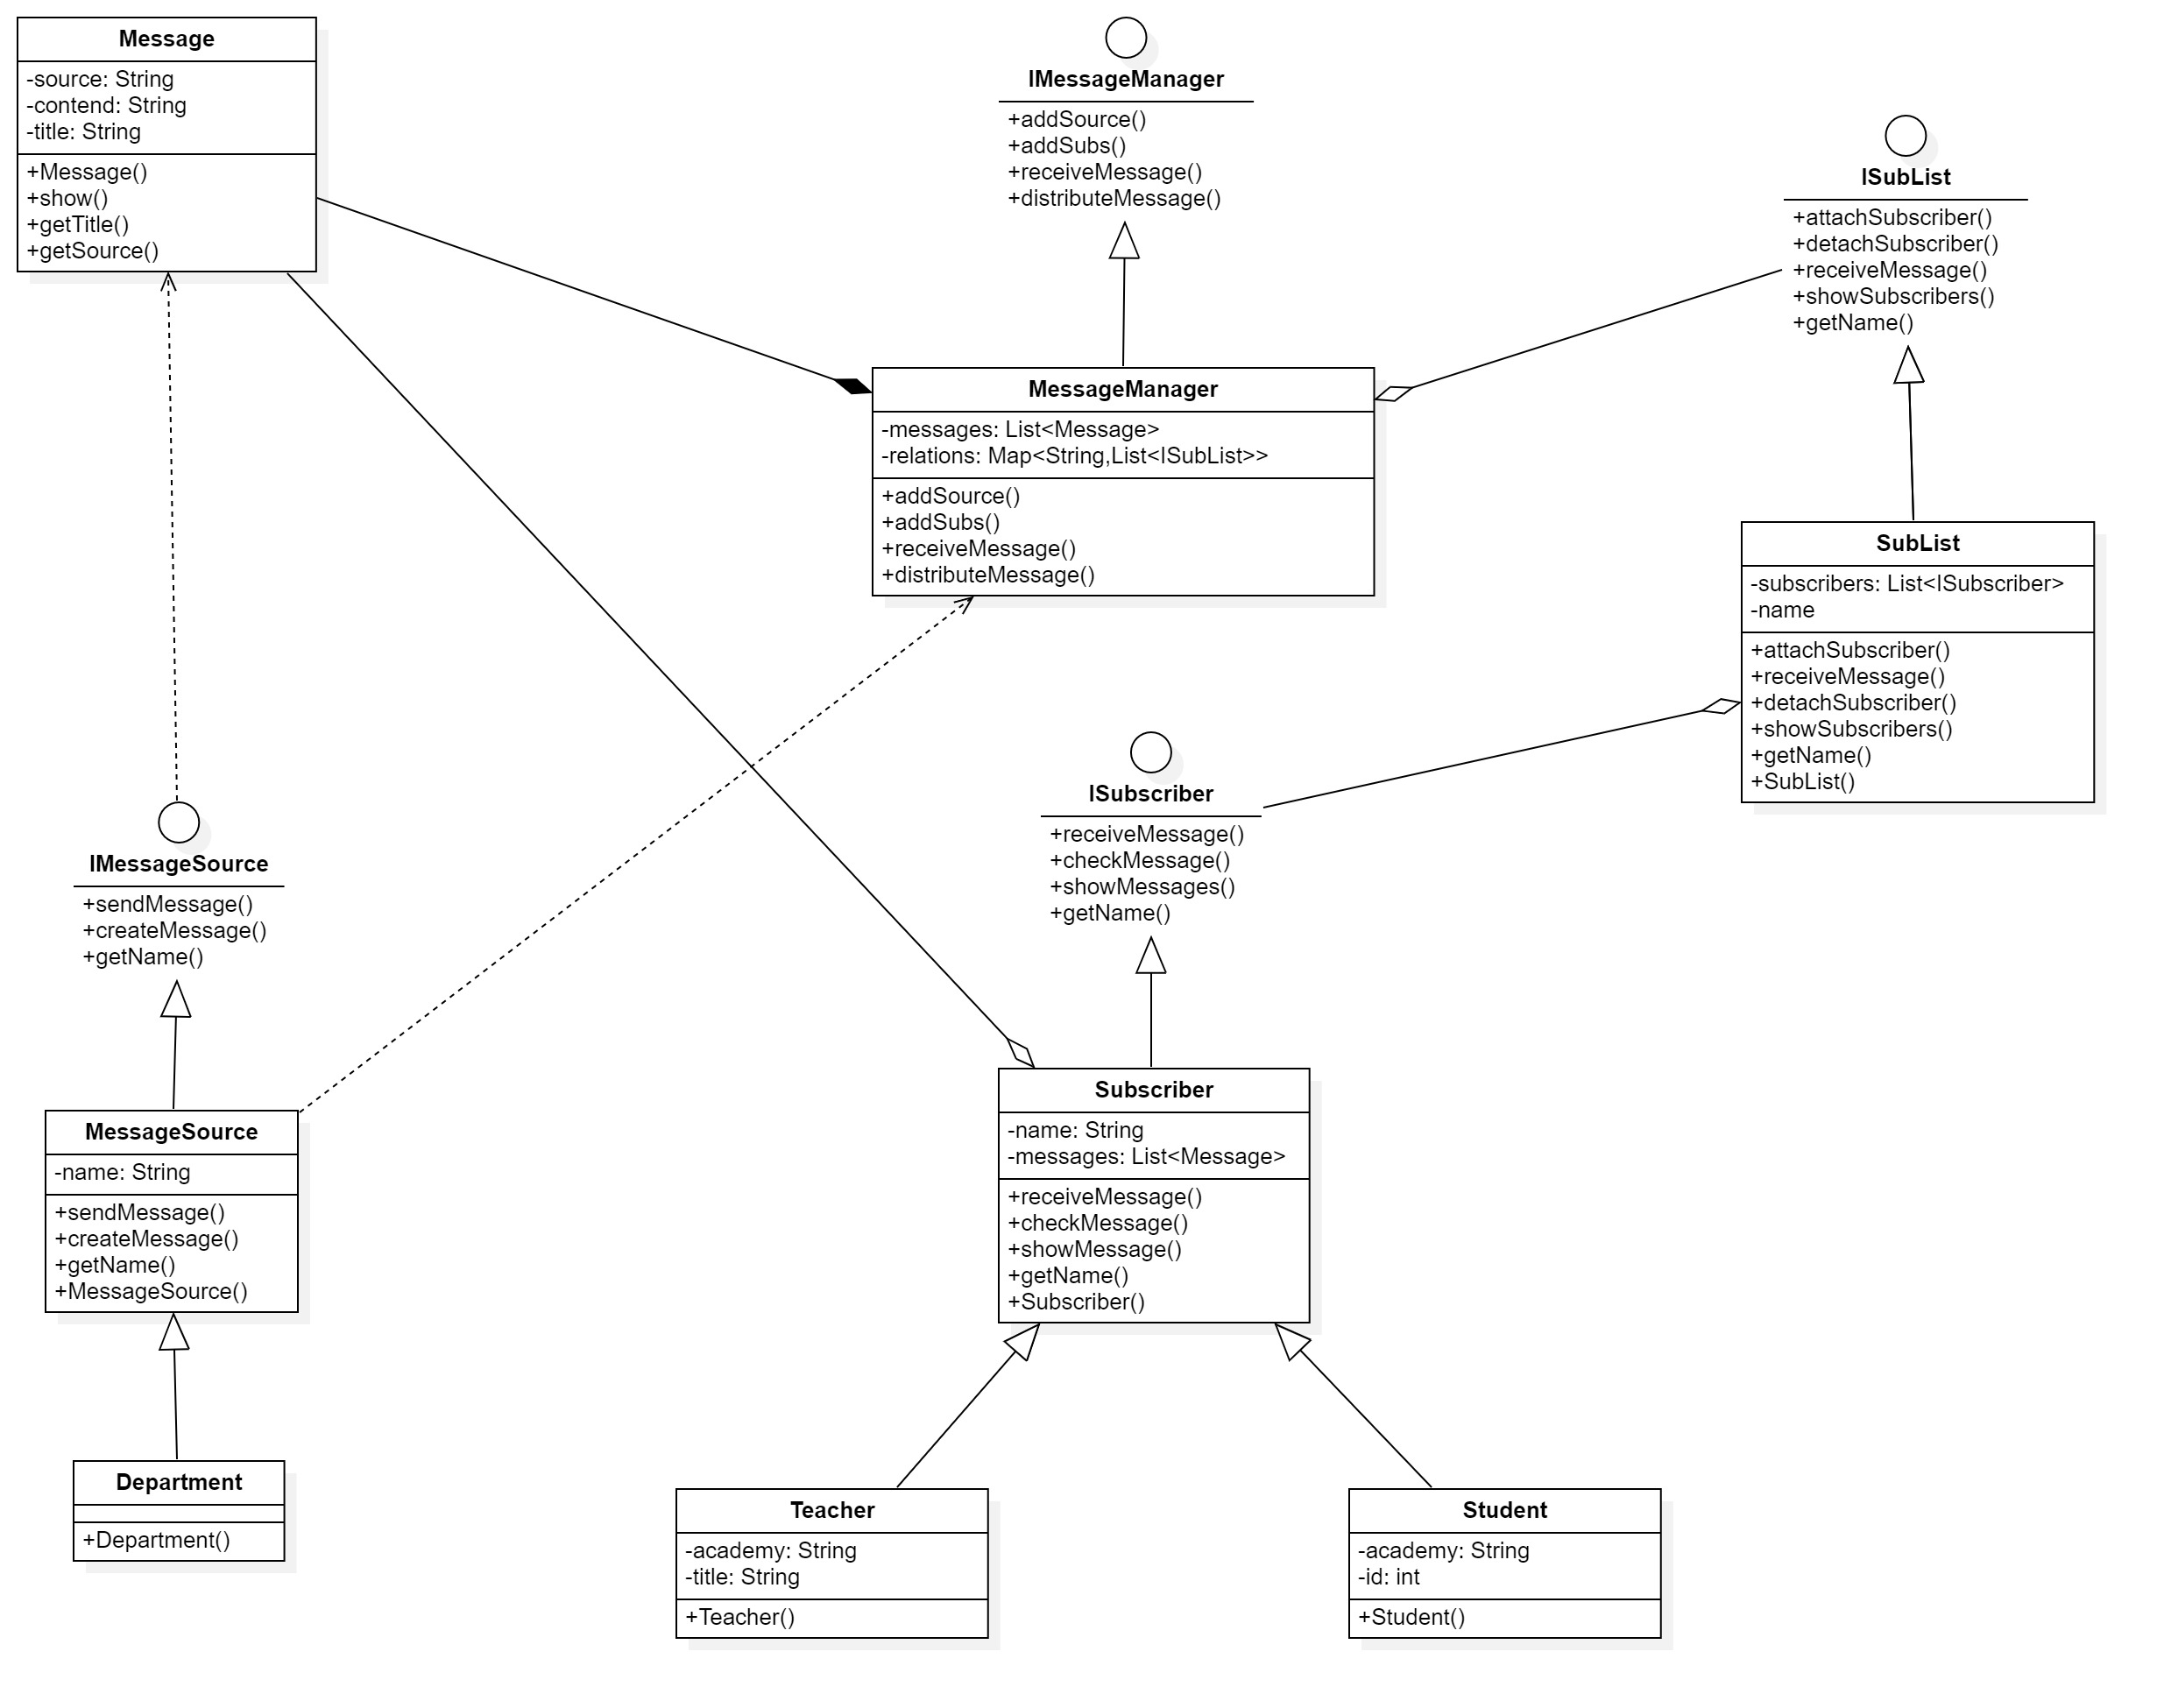 Message
-source: String
-contend: String
-title: String
+Message()
+show()
+getTitle()
+getSource()
IMessageManager
+addSource()
+addSubs()
+receiveMessage()
+distributeMessage()
ISubList
+attachSubscriber()
+detachSubscriber()
+receiveMessage()
+showSubscribers()
+getName()
MessageManager
-messages: List<Message>
-relations: Map<String,List<ISubList>>
+addSource()
+addSubs()
+receiveMessage()
+distributeMessage()
SubList
-subscribers: List<ISubscriber>
-name
+attachSubscriber()
+receiveMessage()
+detachSubscriber()
+showSubscribers()
+getName()
+SubList()
ISubscriber
+receiveMessage()
+checkMessage()
+showMessages()
+getName()
IMessageSource
+sendMessage()
+createMessage()
+getName()
MessageSource
-name: String
+sendMessage()
+createMessage()
+getName()
+MessageSource()
Subscriber
-name: String
-messages: List<Message>
+receiveMessage()
+checkMessage()
+showMessage()
+getName()
+Subscriber()
Department
+Department()
Teacher
-academy: String
-title: String
+Teacher()
Student
-academy: String
-id: int
+Student()